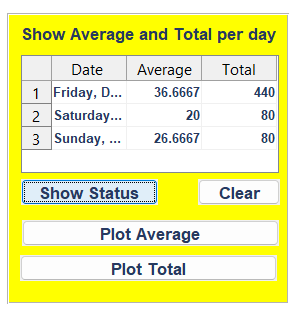 Show Average and Total per day
Date Average Total
1 Friday, D... 36.6667 440
2 Saturday... 20 80
3 Sunday, ... 26.6667 80
Show Status Clear
Plot Average
Plot Total